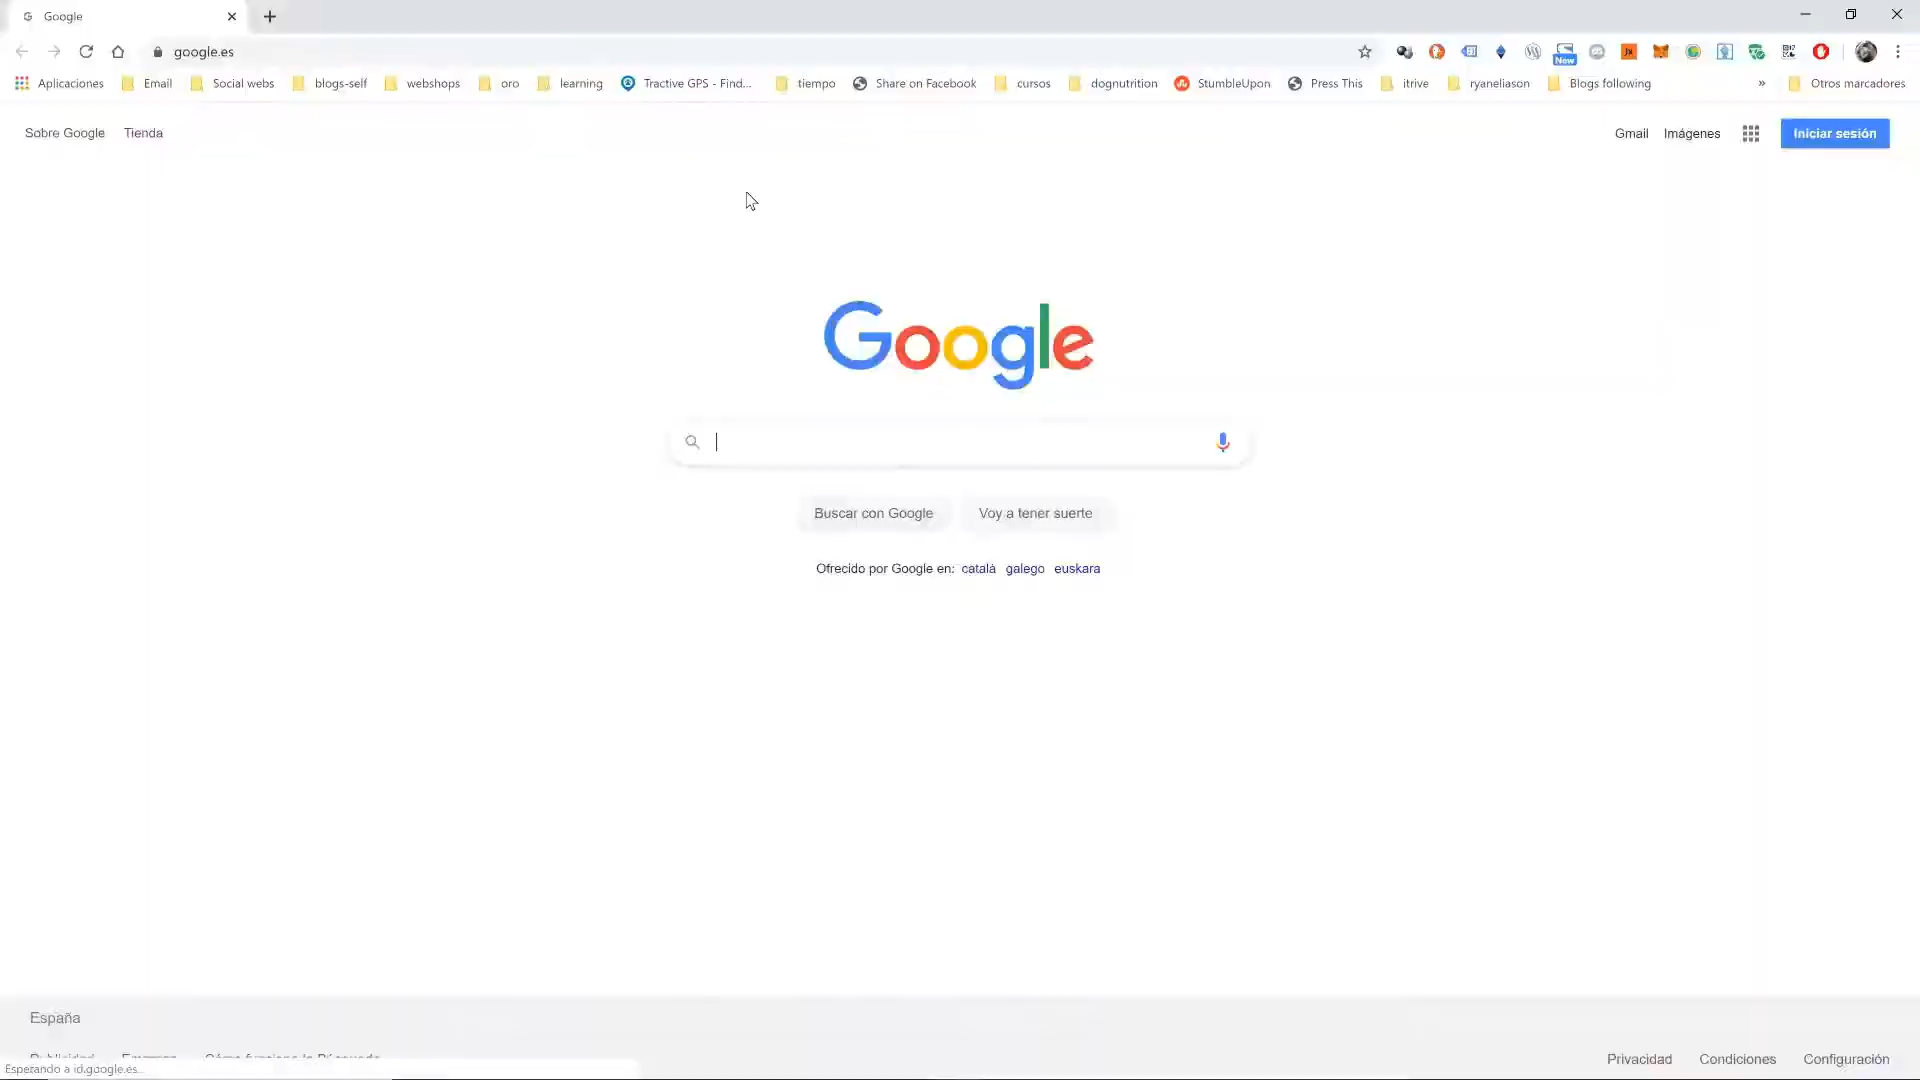 Google
google.es
New
Aplicaciones Email Social webs blogs-self webshops oro learning Tractive GPS - Find... tiempo Share on Facebook cursos dognutrition StumbleUpon Press This itrive ryaneliason Blogs following » Otros marcadores
Sobre Google Tienda Gmail Imágenes Iniciar sesión
Google
Buscar con Google Voy a tener suerte
Ofrecido por Google en: català galego euskara
España
Privacidad Condiciones Configuración
Esperando a id.google.es...